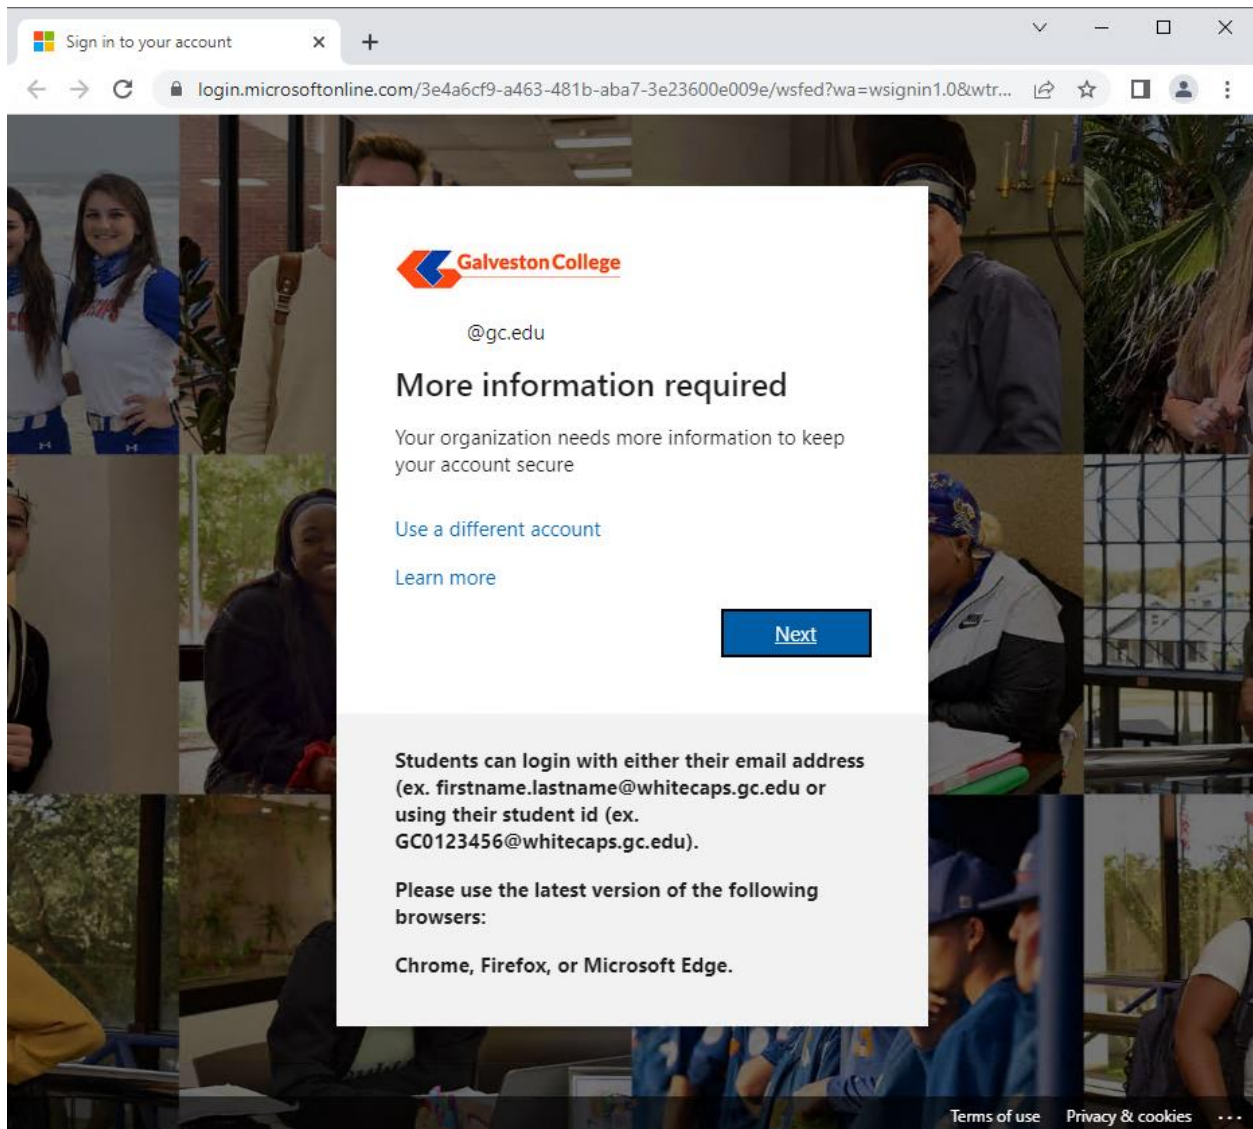 Sign in to your account
login.microsoftonline.com/3e4a6cf9-a463-481b-aba7-3e23600e009e/wsfed?wa=wsignin1.0&wtr...
Galveston College
@gc.edu
More information required
Your organization needs more information to keep
your account secure
Use a different account
Learn more
Next
Students can login with either their email address
(ex. firstname.lastname@whitecaps.gc.edu or
using their student id (ex.
GC0123456@whitecaps.gc.edu).
Please use the latest version of the following
browsers:
Chrome, Firefox, or Microsoft Edge.
Terms of use Privacy & cookies ...